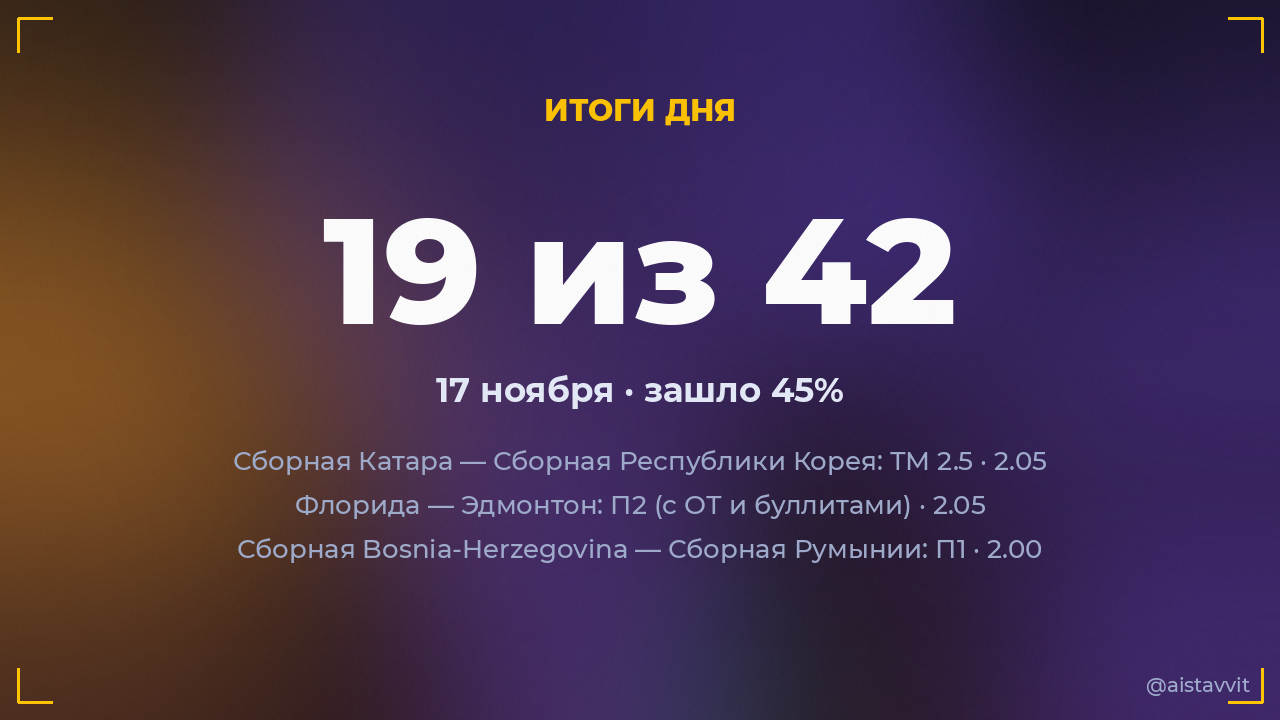 ИТОГИ ДНЯ
19 из 42
17 ноября · зашло 45%
Сборная Катара — Сборная Республики Корея: ТМ 2.5 · 2.05
Флорида — Эдмонтон: П2 (с ОТ и буллитами) · 2.05
Сборная Bosnia-Herzegovina — Сборная Румынии: П1 · 2.00
@aistavvit